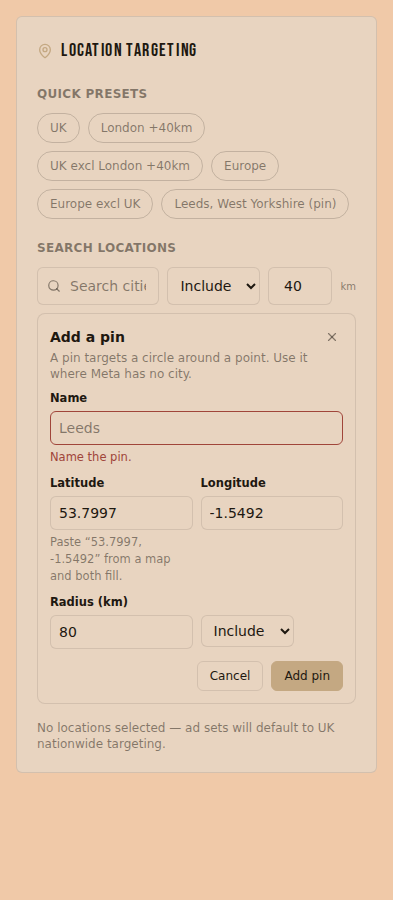 LOCATION TARGETING
QUICK PRESETS
UK
London +40km
UK excl London +40km
Europe
Europe excl UK
Leeds, West Yorkshire (pin)
SEARCH LOCATIONS
Search citi
Include
40
km
Add a pin
A pin targets a circle around a point. Use it
where Meta has no city.
Name
Leeds
Name the pin.
Latitude
Longitude
53.7997
-1.5492
Paste “53.7997,
-1.5492” from a map
and both fill.
Radius (km)
80
Include
Cancel
Add pin
No locations selected — ad sets will default to UK
nationwide targeting.